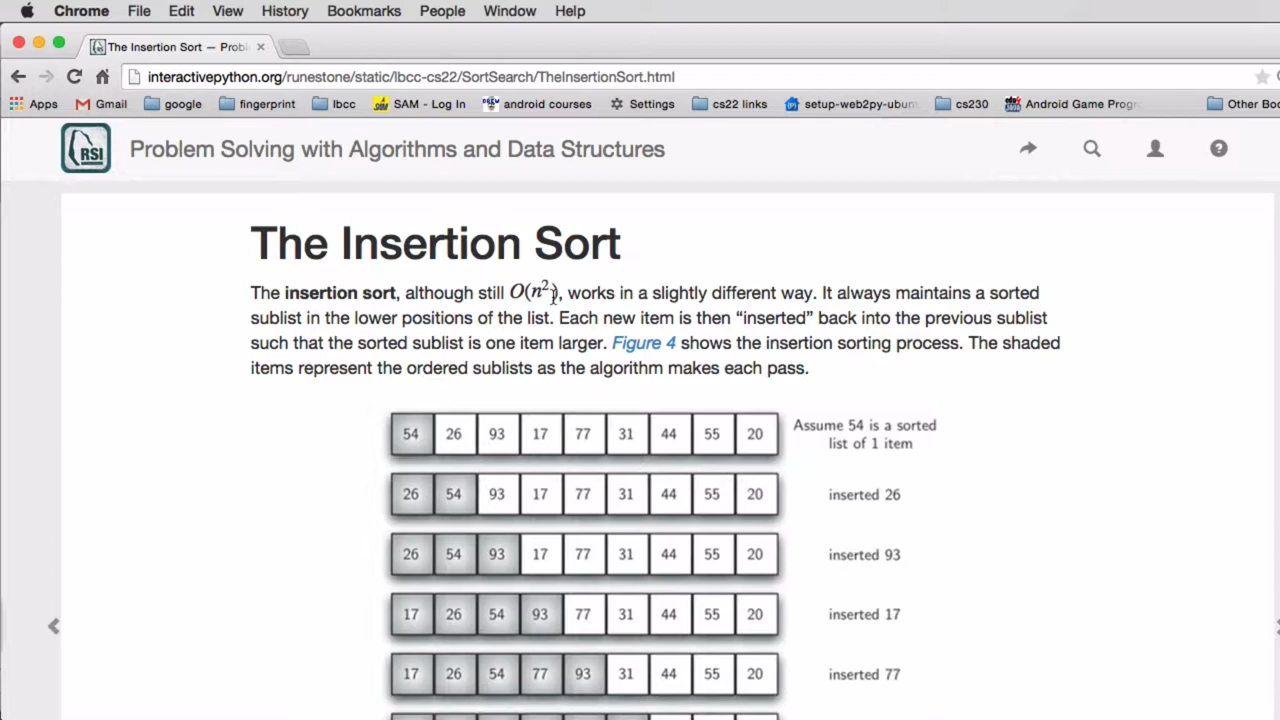 Chrome File Edit View History Bookmarks People Window Help
The Insertion Sort — Probl
interactivepython.org/runestone/static/lbcc-cs22/SortSearch/TheInsertionSort.html
Apps Gmail google fingerprint lbcc SAM - Log In android courses Settings cs22 links setup-web2py-ubun cs230 Android Game Progr Other Boo
RSI Problem Solving with Algorithms and Data Structures
The Insertion Sort
The insertion sort, although still O(n²), works in a slightly different way. It always maintains a sorted
sublist in the lower positions of the list. Each new item is then “inserted” back into the previous sublist
such that the sorted sublist is one item larger. Figure 4 shows the insertion sorting process. The shaded
items represent the ordered sublists as the algorithm makes each pass.
54 26 93 17 77 31 44 55 20 Assume 54 is a sorted
list of 1 item
26 54 93 17 77 31 44 55 20 inserted 26
26 54 93 17 77 31 44 55 20 inserted 93
17 26 54 93 77 31 44 55 20 inserted 17
17 26 54 77 93 31 44 55 20 inserted 77